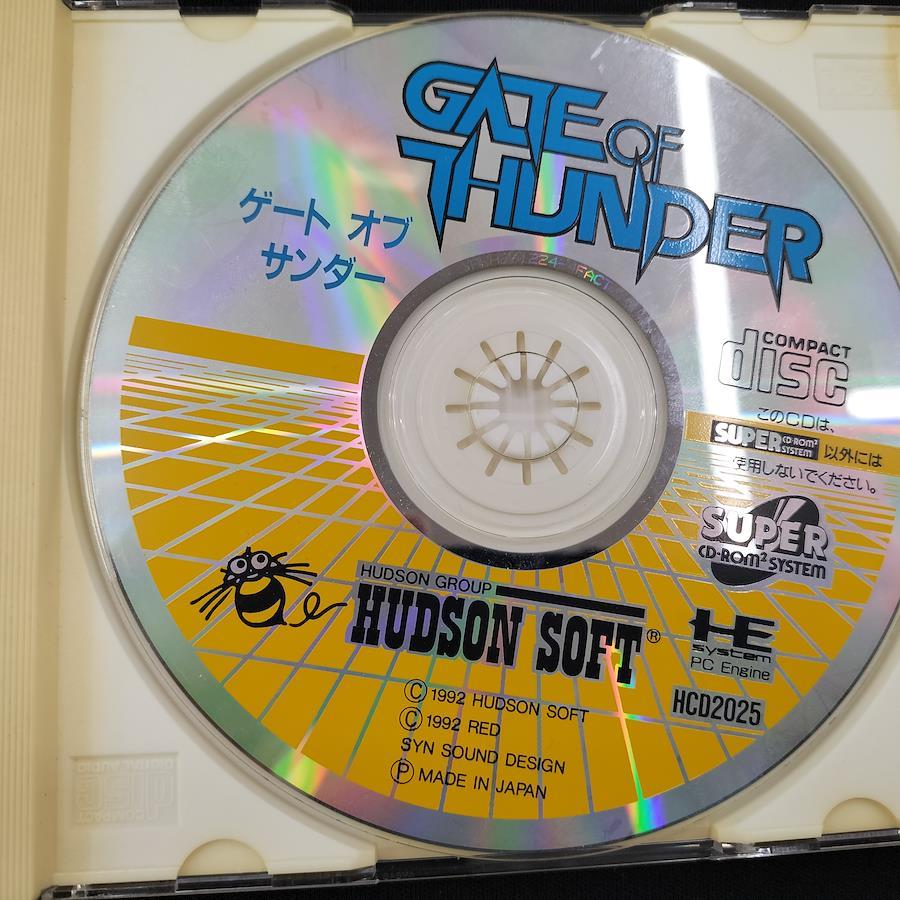 GATE OF
THUNDER
ゲート オブ
サンダー
COMPACT
disc
このCDは、
SUPER CD-ROM² SYSTEM 以外には
使用しないでください。
SUPER
CD-ROM² SYSTEM
HUDSON GROUP
HUDSON SOFT®
HE
system
PC Engine
HCD2025
Ⓒ 1992 HUDSON SOFT
Ⓒ 1992 RED
SYN SOUND DESIGN
Ⓟ MADE IN JAPAN